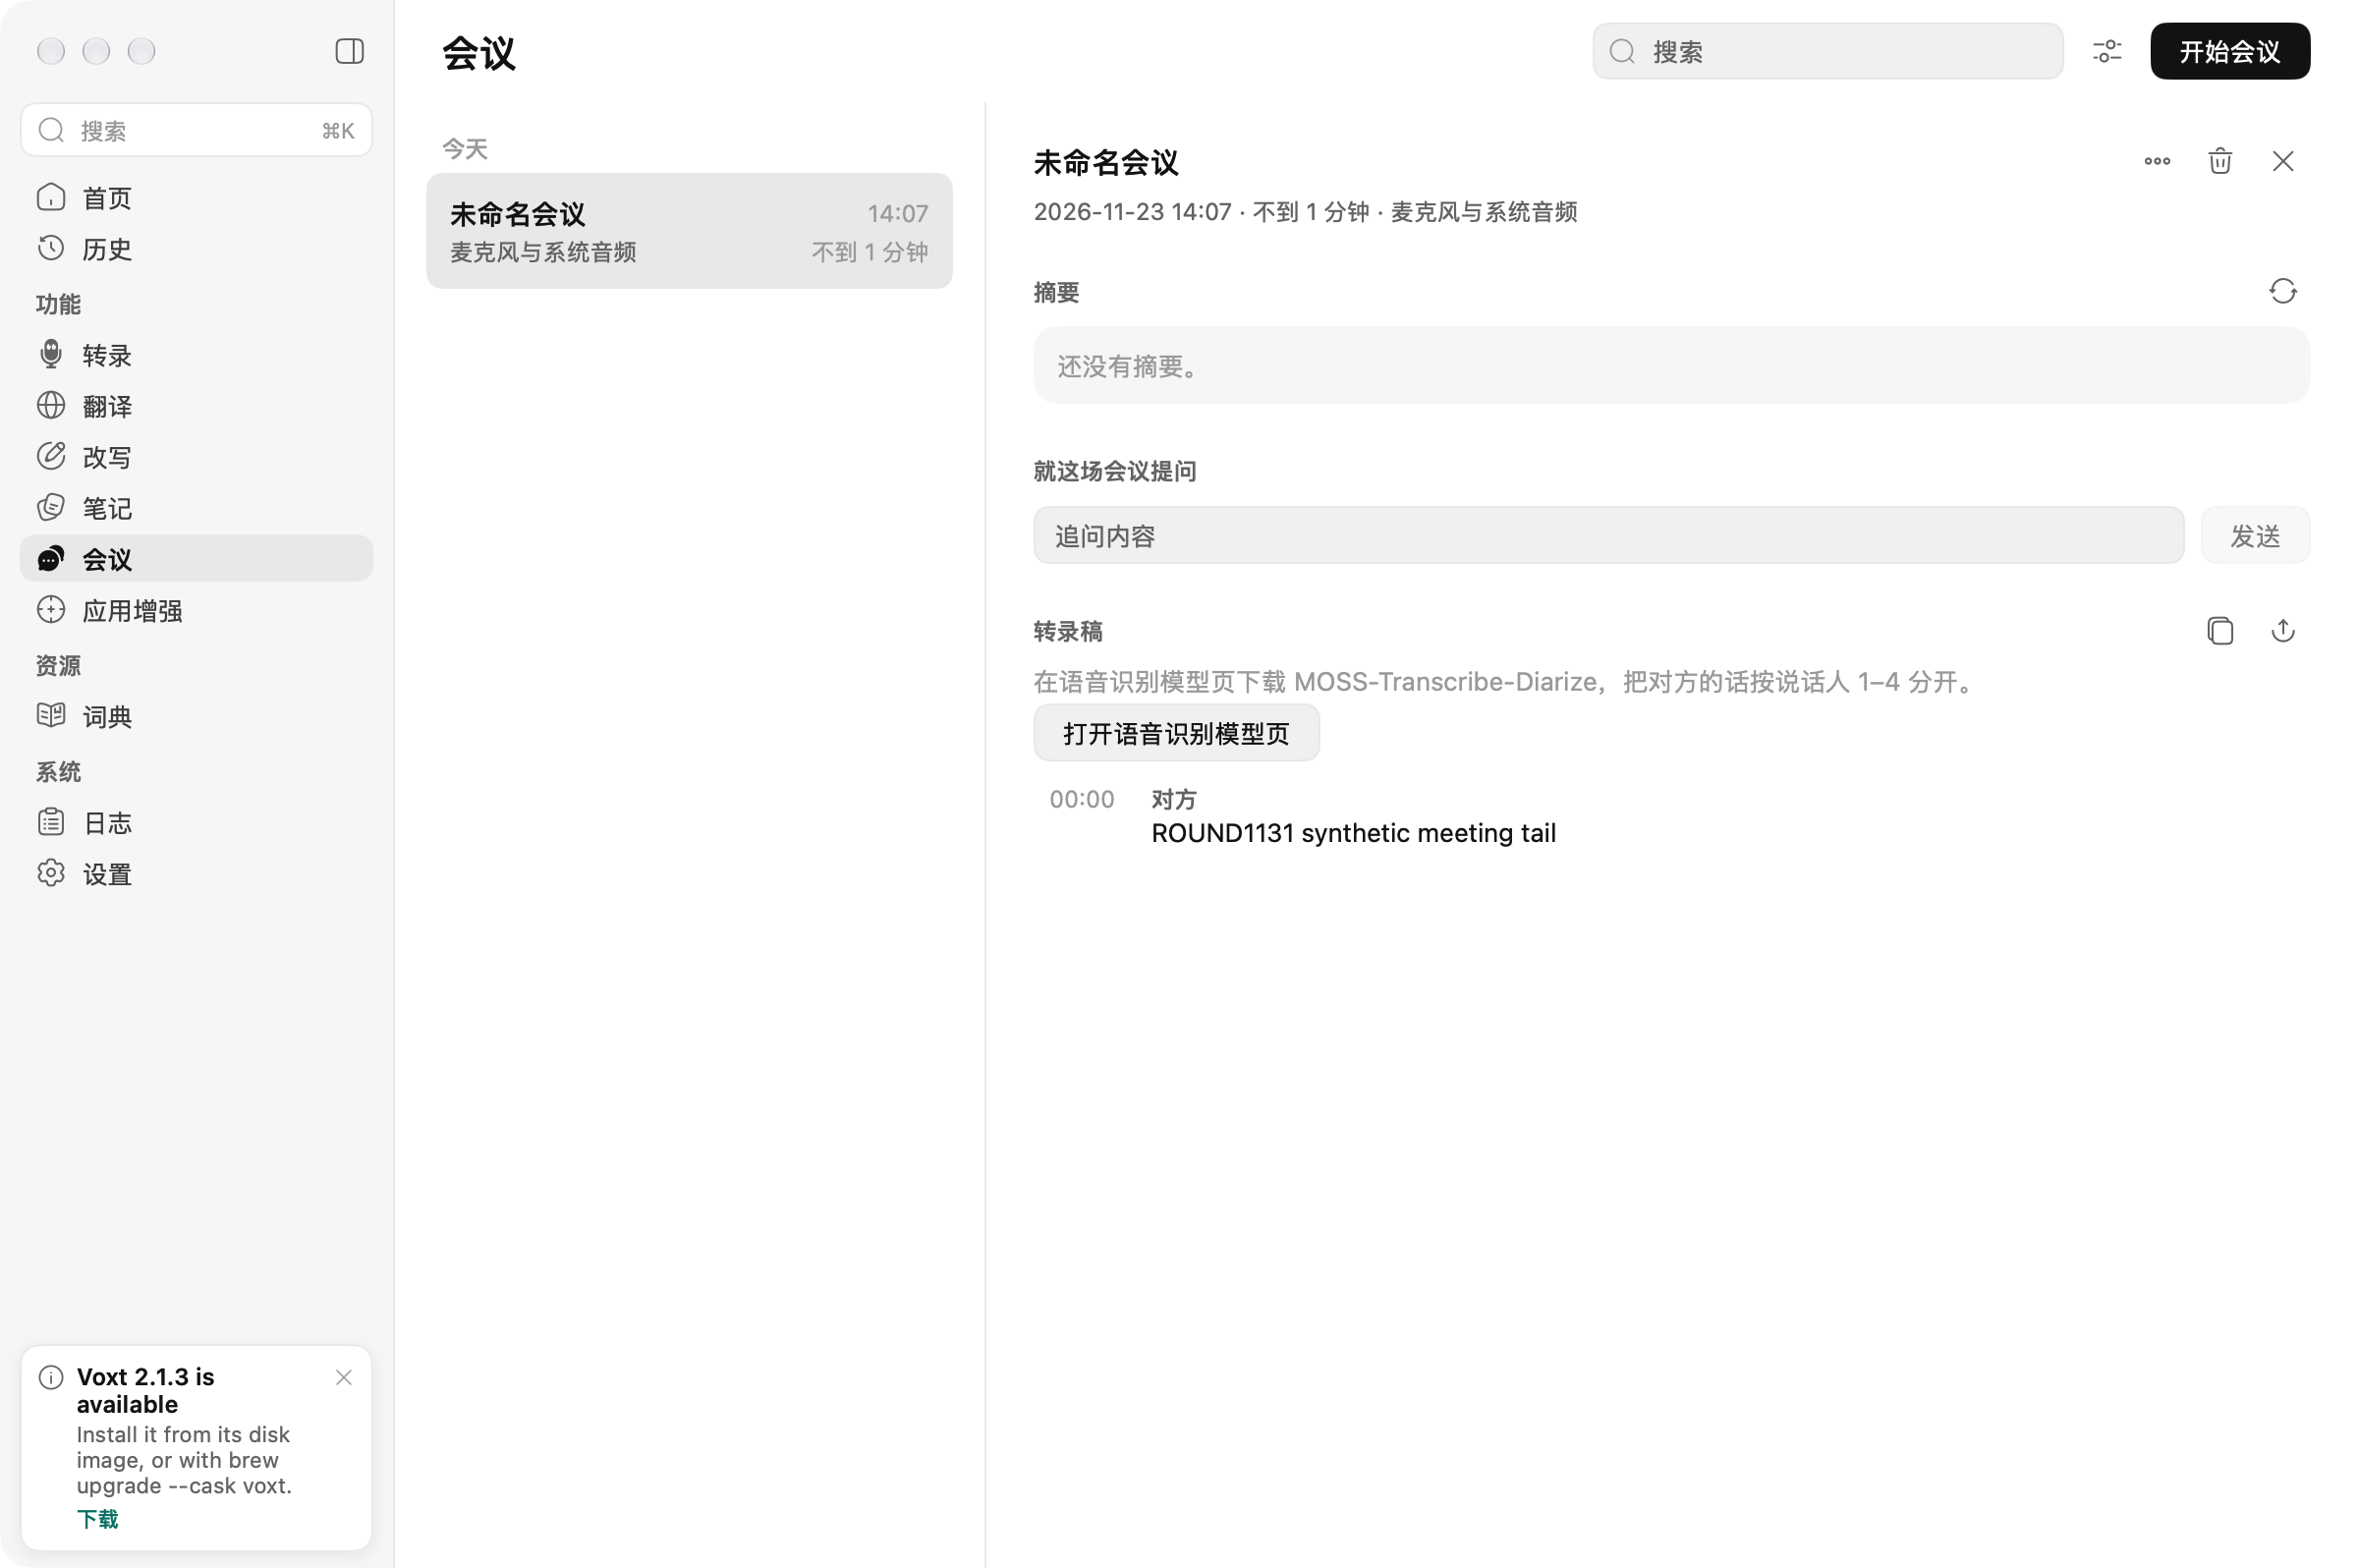 搜索
⌘K
首页
历史
功能
转录
翻译
改写
笔记
会议
应用增强
资源
词典
系统
日志
设置
Voxt 2.1.3 is
available
Install it from its disk
image, or with brew
upgrade --cask voxt.
下载
会议
搜索
开始会议
今天
未命名会议
14:07
麦克风与系统音频
不到 1 分钟
未命名会议
2026-11-23 14:07 · 不到 1 分钟 · 麦克风与系统音频
摘要
还没有摘要。
就这场会议提问
追问内容
发送
转录稿
在语音识别模型页下载 MOSS-Transcribe-Diarize，把对方的话按说话人 1–4 分开。
打开语音识别模型页
00:00
对方
ROUND1131 synthetic meeting tail